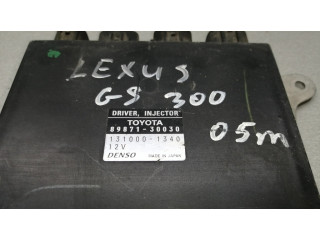 LEXUS
GS 300
05m
DRIVER, INJECTOR
TOYOTA
89871-30030
131000-1340
12V
DENSO MADE IN JAPAN